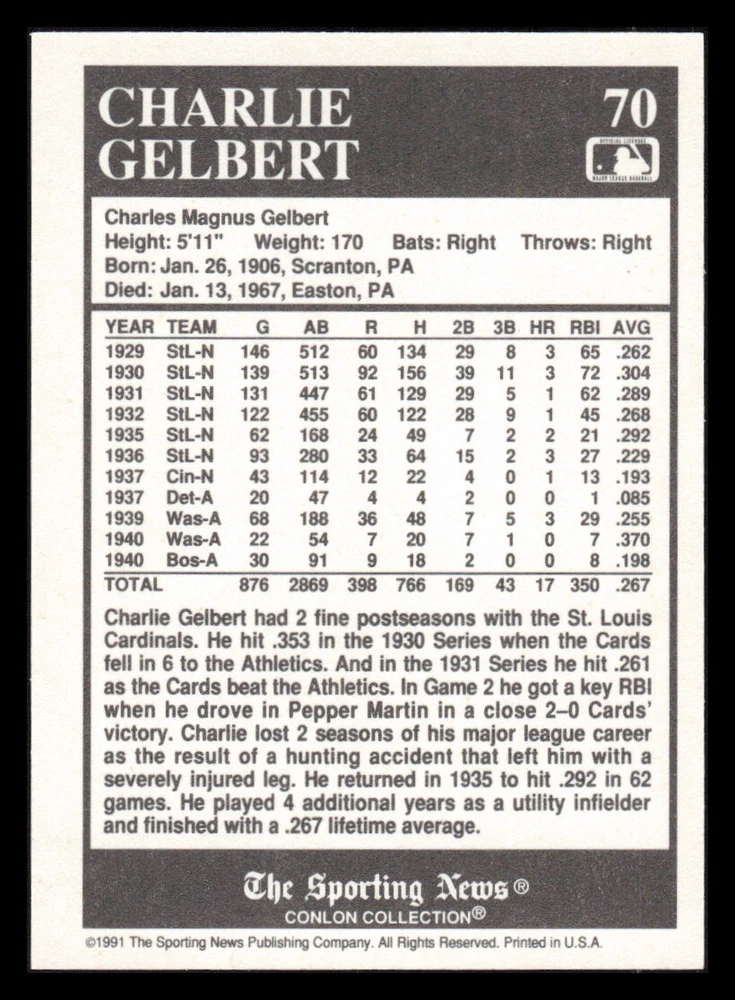 CHARLIE 70
GELBERT
Charles Magnus Gelbert
Height: 5'11" Weight: 170 Bats: Right Throws: Right
Born: Jan. 26, 1906, Scranton, PA
Died: Jan. 13, 1967, Easton, PA
YEAR TEAM G AB R H 2B 3B HR RBI AVG
1929 StL-N 146 512 60 134 29 8 3 65 .262
1930 StL-N 139 513 92 156 39 11 3 72 .304
1931 StL-N 131 447 61 129 29 5 1 62 .289
1932 StL-N 122 455 60 122 28 9 1 45 .268
1935 StL-N 62 168 24 49 7 2 2 21 .292
1936 StL-N 93 280 33 64 15 2 3 27 .229
1937 Cin-N 43 114 12 22 4 0 1 13 .193
1937 Det-A 20 47 4 4 2 0 0 1 .085
1939 Was-A 68 188 36 48 7 5 3 29 .255
1940 Was-A 22 54 7 20 7 1 0 7 .370
1940 Bos-A 30 91 9 18 2 0 0 8 .198
TOTAL 876 2869 398 766 169 43 17 350 .267
Charlie Gelbert had 2 fine postseasons with the St. Louis
Cardinals. He hit .353 in the 1930 Series when the Cards
fell in 6 to the Athletics. And in the 1931 Series he hit .261
as the Cards beat the Athletics. In Game 2 he got a key RBI
when he drove in Pepper Martin in a close 2–0 Cards'
victory. Charlie lost 2 seasons of his major league career
as the result of a hunting accident that left him with a
severely injured leg. He returned in 1935 to hit .292 in 62
games. He played 4 additional years as a utility infielder
and finished with a .267 lifetime average.
The Sporting News®
CONLON COLLECTION®
©1991 The Sporting News Publishing Company. All Rights Reserved. Printed in U.S.A.